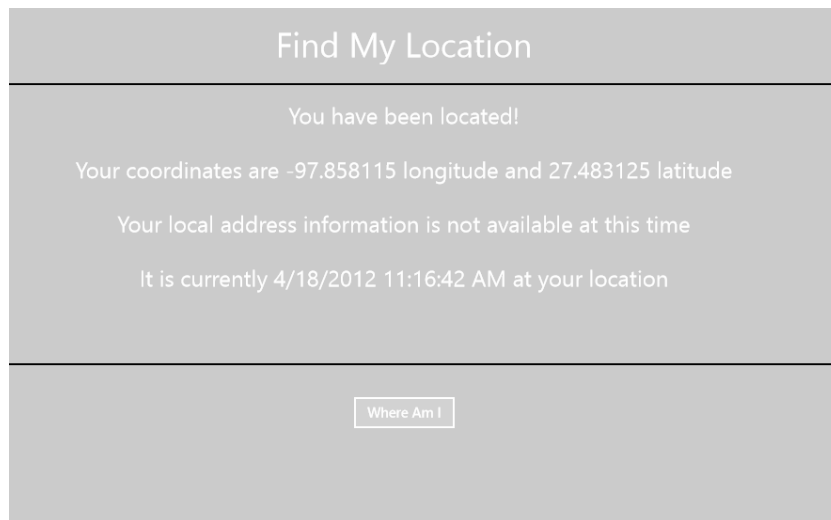 Find My Location
You have been located!
Your coordinates are -97.858115 longitude and 27.483125 latitude
Your local address information is not available at this time
It is currently 4/18/2012 11:16:42 AM at your location
Where Am I